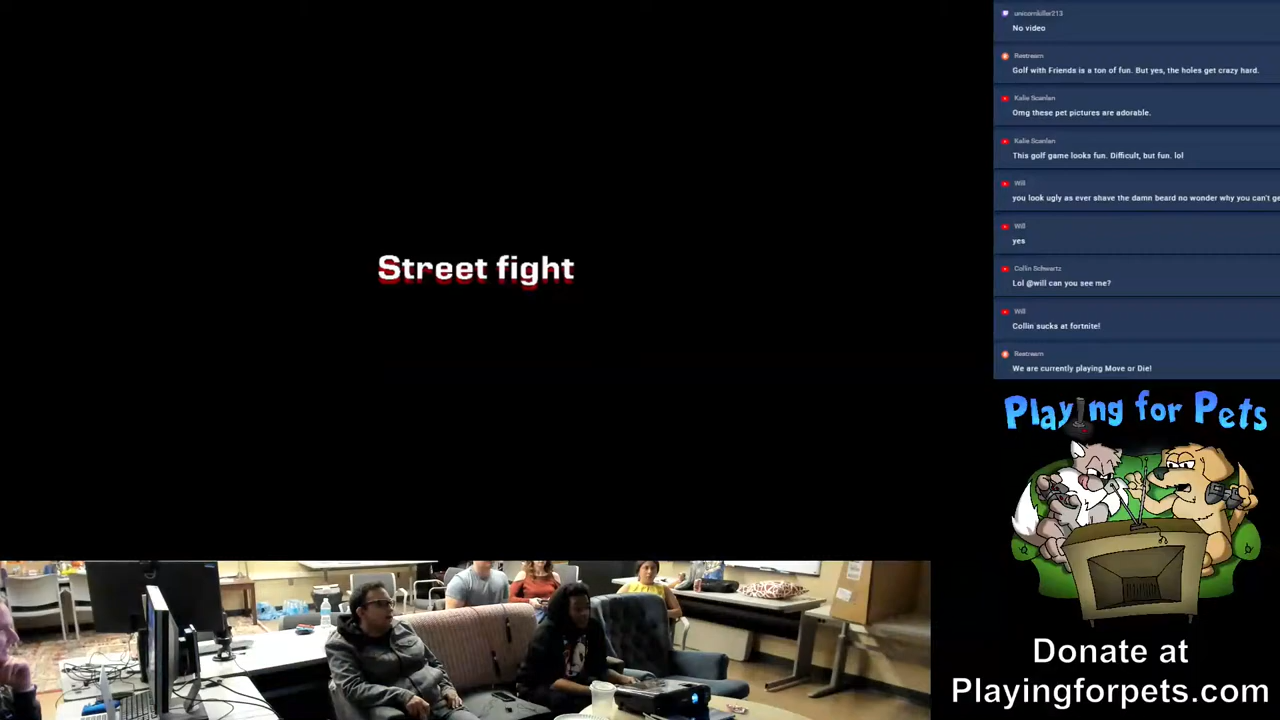 Street fight
unicornkiller213
No video
Restream
Golf with Friends is a ton of fun. But yes, the holes get crazy hard.
Kalie Scanlan
Omg these pet pictures are adorable.
Kalie Scanlan
This golf game looks fun. Difficult, but fun. lol
Will
you look ugly as ever shave the damn beard no wonder why you can't ge
Will
yes
Collin Schwartz
Lol @will can you see me?
Will
Collin sucks at fortnite!
Restream
We are currently playing Move or Die!
Playing for Pets
Donate at
Playingforpets.com